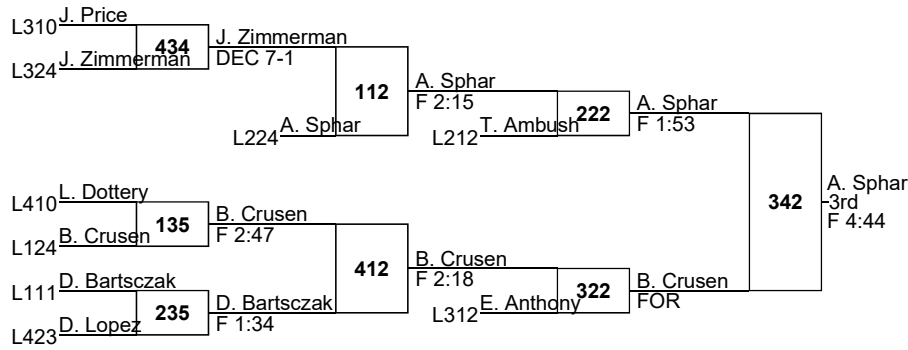 L310 J. Price
434
J. Zimmerman
DEC 7-1
L324 J. Zimmerman
112
A. Sphar
F 2:15
L224 A. Sphar
222
A. Sphar
F 1:53
L212 T. Ambush
342
A. Sphar
3rd
F 4:44
L410 L. Dottery
135
B. Crusen
F 2:47
L124 B. Crusen
412
B. Crusen
F 2:18
L111 D. Bartsczak
235
D. Bartsczak
F 1:34
L423 D. Lopez
L312 E. Anthony
322
B. Crusen
FOR